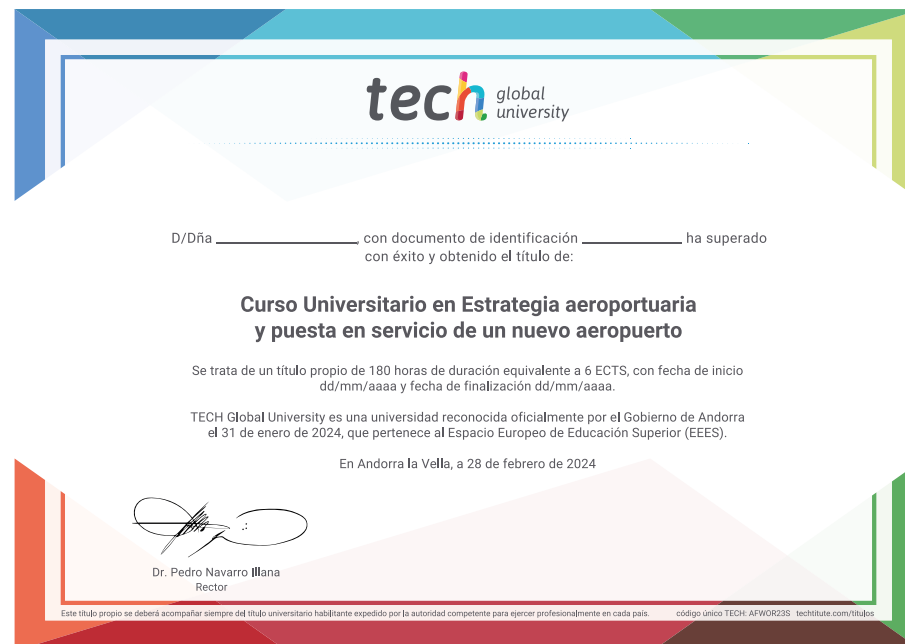 tech global
university
D/Dña ______________, con documento de identificación __________ ha superado
con éxito y obtenido el título de:
Curso Universitario en Estrategia aeroportuaria
y puesta en servicio de un nuevo aeropuerto
Se trata de un título propio de 180 horas de duración equivalente a 6 ECTS, con fecha de inicio
dd/mm/aaaa y fecha de finalización dd/mm/aaaa.
TECH Global University es una universidad reconocida oficialmente por el Gobierno de Andorra
el 31 de enero de 2024, que pertenece al Espacio Europeo de Educación Superior (EEES).
En Andorra la Vella, a 28 de febrero de 2024
Dr. Pedro Navarro Illana
Rector
Este título propio se deberá acompañar siempre del título universitario habilitante expedido por la autoridad competente para ejercer profesionalmente en cada país. código único TECH: AFWOR23S techtitute.com/titulos